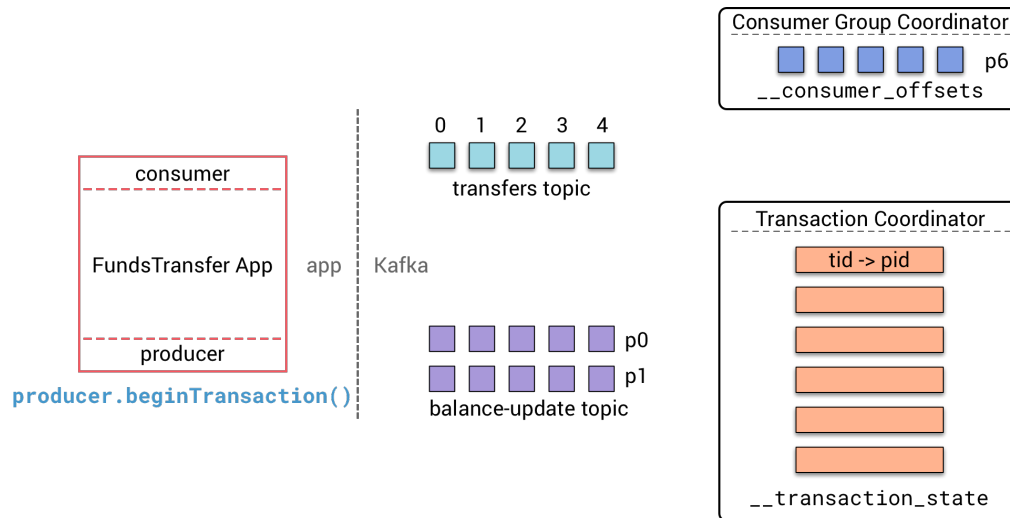 Consumer Group Coordinator
p6
__consumer_offsets
0 1 2 3 4
transfers topic
consumer
FundsTransfer App
producer
producer.beginTransaction()
app
Kafka
p0
p1
balance-update topic
Transaction Coordinator
tid -> pid
__transaction_state